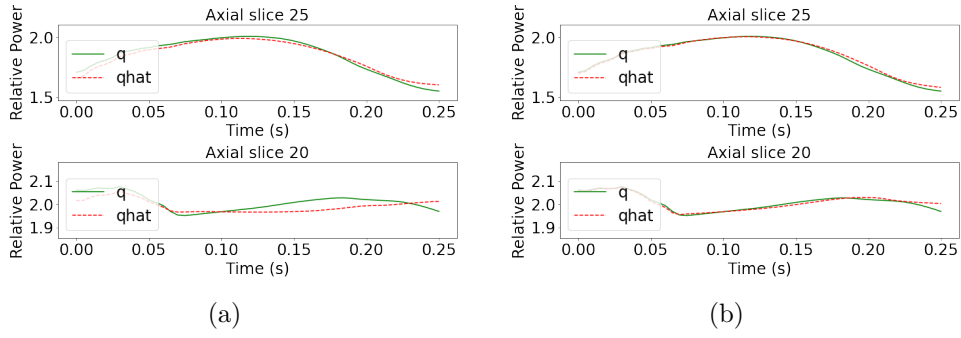 Axial slice 25
Relative Power
2.0
1.5
q
qhat
0.00 0.05 0.10 0.15 0.20 0.25
Time (s)
Axial slice 20
Relative Power
2.1
2.0
1.9
q
qhat
0.00 0.05 0.10 0.15 0.20 0.25
Time (s)
(a)
Axial slice 25
Relative Power
2.0
1.5
q
qhat
0.00 0.05 0.10 0.15 0.20 0.25
Time (s)
Axial slice 20
Relative Power
2.1
2.0
1.9
q
qhat
0.00 0.05 0.10 0.15 0.20 0.25
Time (s)
(b)